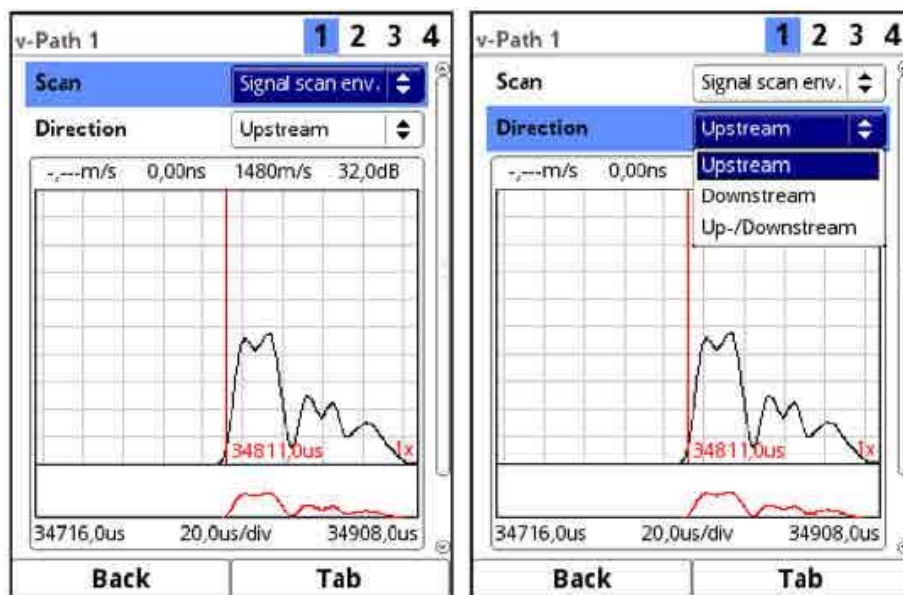 v-Path 1 1 2 3 4
Scan Signal scan env.
Direction Upstream
-,---m/s 0,00ns 1480m/s 32,0dB
34811,0us 1x
34716,0us 20,0us/div 34908,0us
Back Tab
v-Path 1 1 2 3 4
Scan Signal scan env.
Direction Upstream
-,---m/s 0,00ns
Upstream
Downstream
Up-/Downstream
34811,0us 1x
34716,0us 20,0us/div 34908,0us
Back Tab